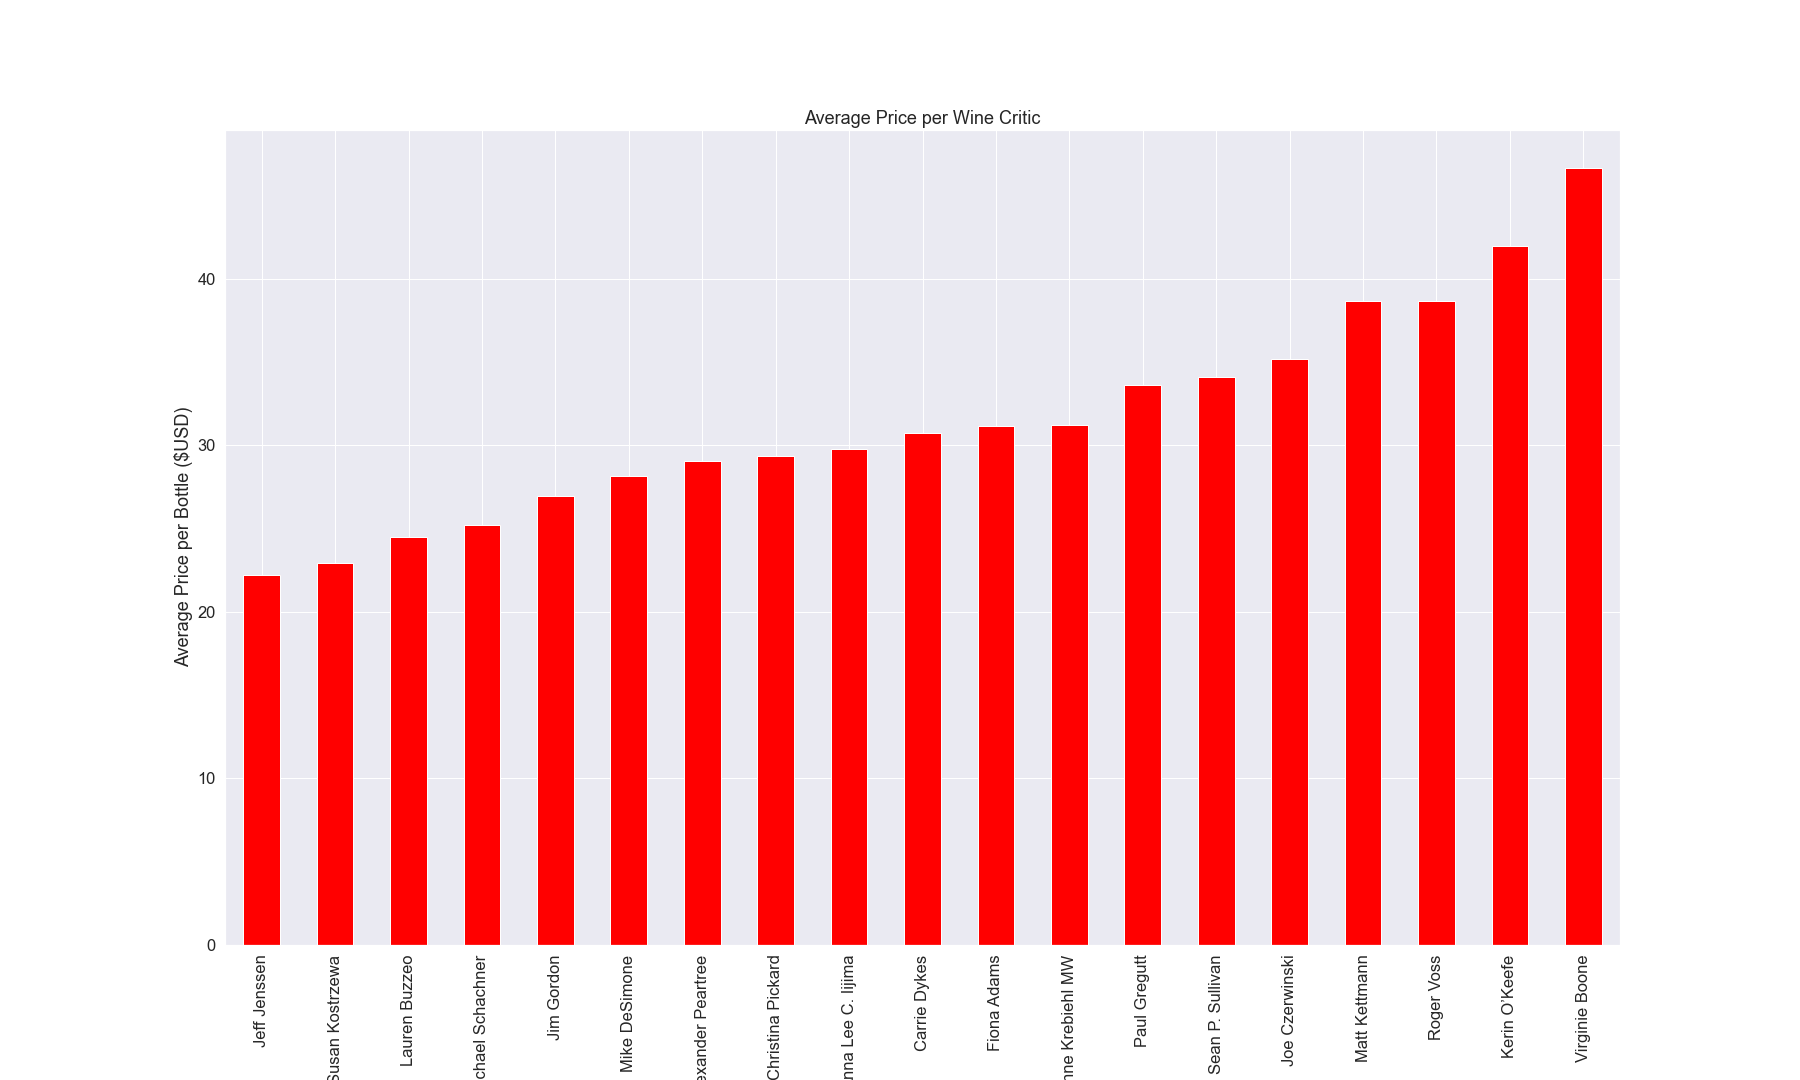 Average Price per Wine Critic
Average Price per Bottle ($USD)
40
30
20
10
0
Jeff Jenssen
Susan Kostrzewa
Lauren Buzzeo
chael Schachner
Jim Gordon
Mike DeSimone
exander Peartree
Christina Pickard
nna Lee C. Iijima
Carrie Dykes
Fiona Adams
nne Krebiehl MW
Paul Gregutt
Sean P. Sullivan
Joe Czerwinski
Matt Kettmann
Roger Voss
Kerin O’Keefe
Virginie Boone